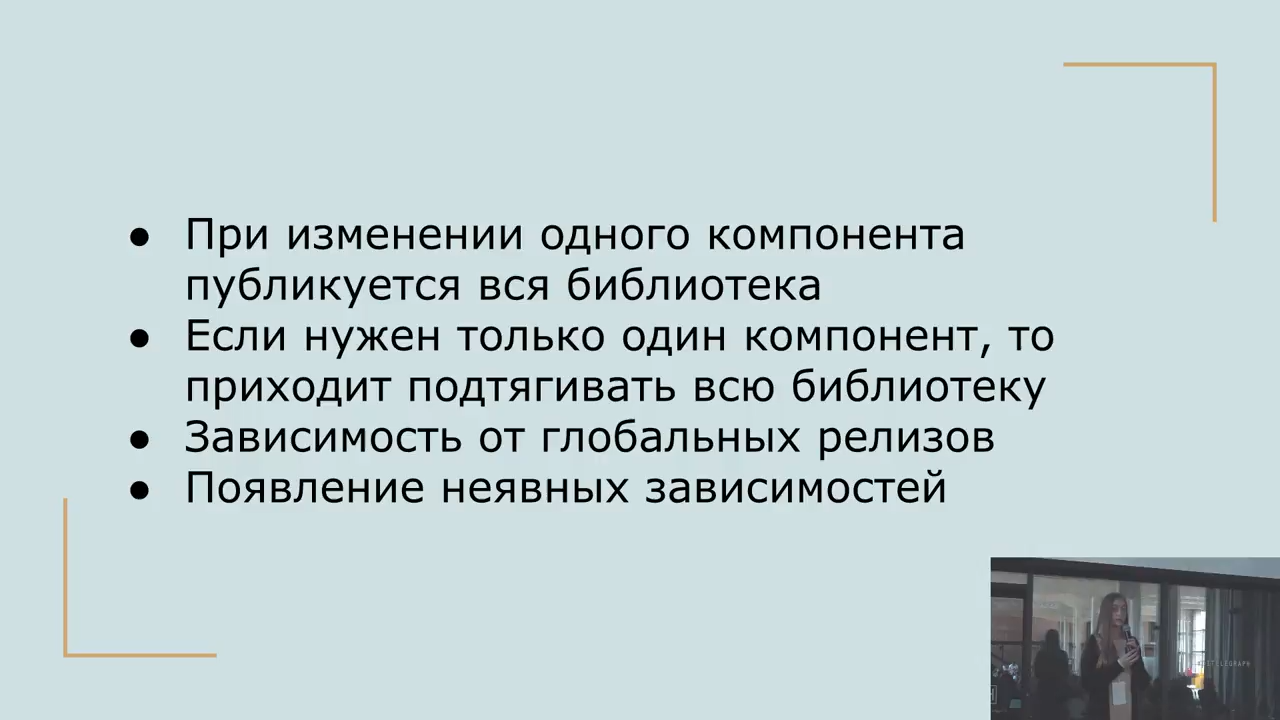 ● При изменении одного компонента
публикуется вся библиотека
● Если нужен только один компонент, то
приходит подтягивать всю библиотеку
● Зависимость от глобальных релизов
● Появление неявных зависимостей